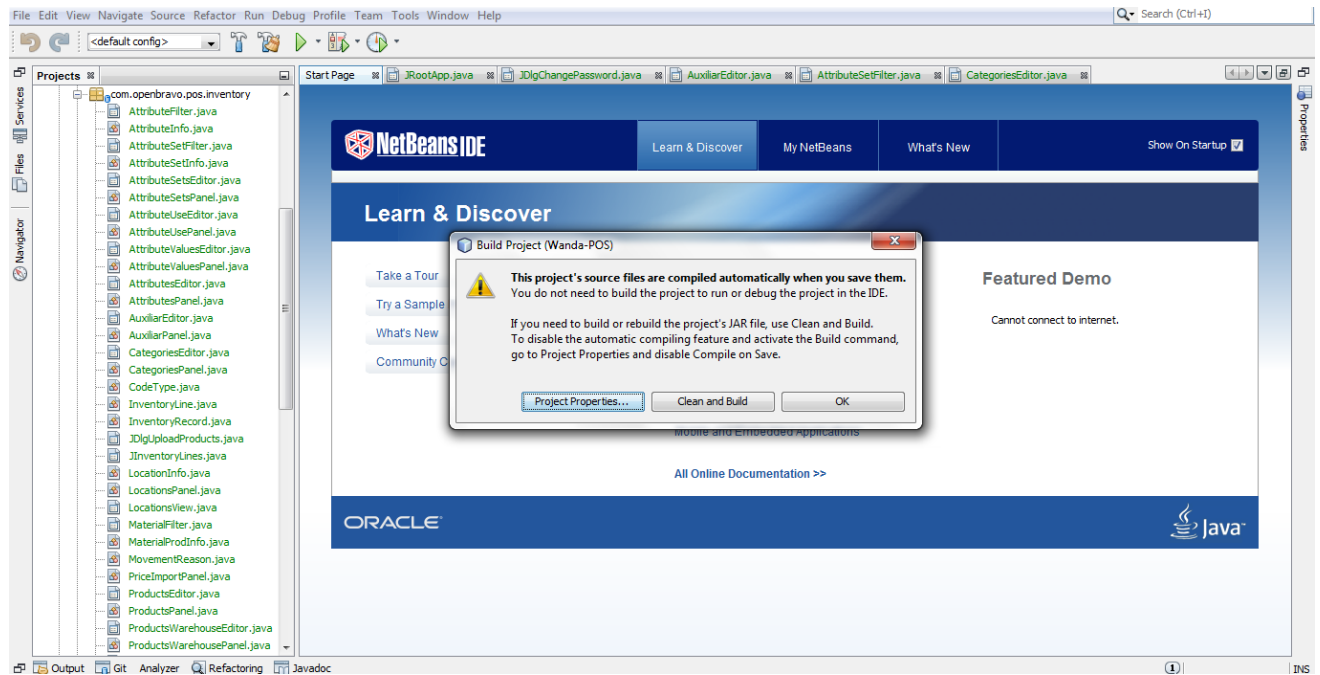 File Edit View Navigate Source Refactor Run Debug Profile Team Tools Window Help
Search (Ctrl+I)
<default config>
Projects
Start Page JRootApp.java JDlgChangePassword.java AuxiliarEditor.java AttributeSetFilter.java CategoriesEditor.java
Services
Files
Navigator
Properties
com.openbravo.pos.inventory
AttributeFilter.java
AttributeInfo.java
AttributeSetFilter.java
AttributeSetInfo.java
AttributeSetsEditor.java
AttributeSetsPanel.java
AttributeUseEditor.java
AttributeUsePanel.java
AttributeValuesEditor.java
AttributeValuesPanel.java
AttributesEditor.java
AttributesPanel.java
AuxiliarEditor.java
AuxiliarPanel.java
CategoriesEditor.java
CategoriesPanel.java
CodeType.java
InventoryLine.java
InventoryRecord.java
JDlgUploadProducts.java
JInventoryLines.java
LocationInfo.java
LocationsPanel.java
LocationsView.java
MaterialFilter.java
MaterialProdInfo.java
MovementReason.java
PriceImportPanel.java
ProductsEditor.java
ProductsPanel.java
ProductsWarehouseEditor.java
ProductsWarehousePanel.java
NetBeans IDE
Learn & Discover My NetBeans What's New
Show On Startup
Learn & Discover
Take a Tour
Try a Sample
What's New
Community C
Featured Demo
Cannot connect to internet.
Build Project (Wanda-POS)
This project's source files are compiled automatically when you save them.
You do not need to build the project to run or debug the project in the IDE.
If you need to build or rebuild the project's JAR file, use Clean and Build.
To disable the automatic compiling feature and activate the Build command,
go to Project Properties and disable Compile on Save.
Project Properties... Clean and Build OK
Mobile and Embedded Applications
All Online Documentation >>
ORACLE
Java
Output Git Analyzer Refactoring Javadoc
1
INS